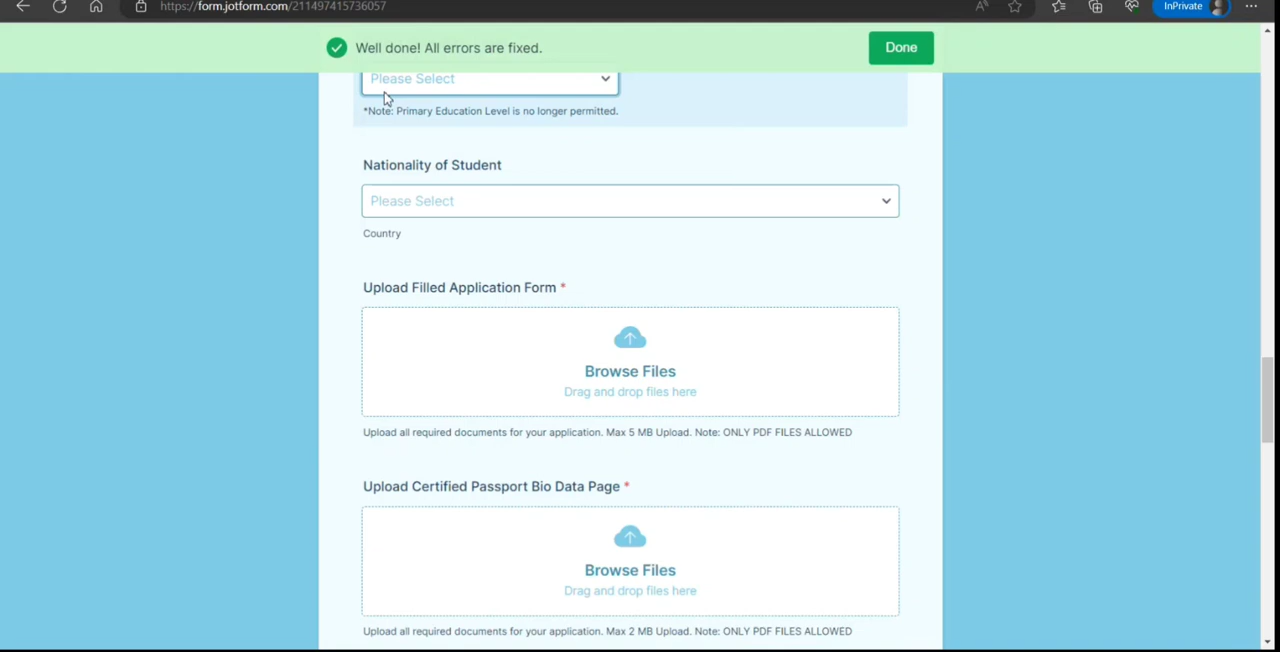 https://form.jotform.com/211497415736057
InPrivate
Well done! All errors are fixed.
Done
Please Select
*Note: Primary Education Level is no longer permitted.
Nationality of Student
Please Select
Country
Upload Filled Application Form *
Browse Files
Drag and drop files here
Upload all required documents for your application. Max 5 MB Upload. Note: ONLY PDF FILES ALLOWED
Upload Certified Passport Bio Data Page *
Browse Files
Drag and drop files here
Upload all required documents for your application. Max 2 MB Upload. Note: ONLY PDF FILES ALLOWED